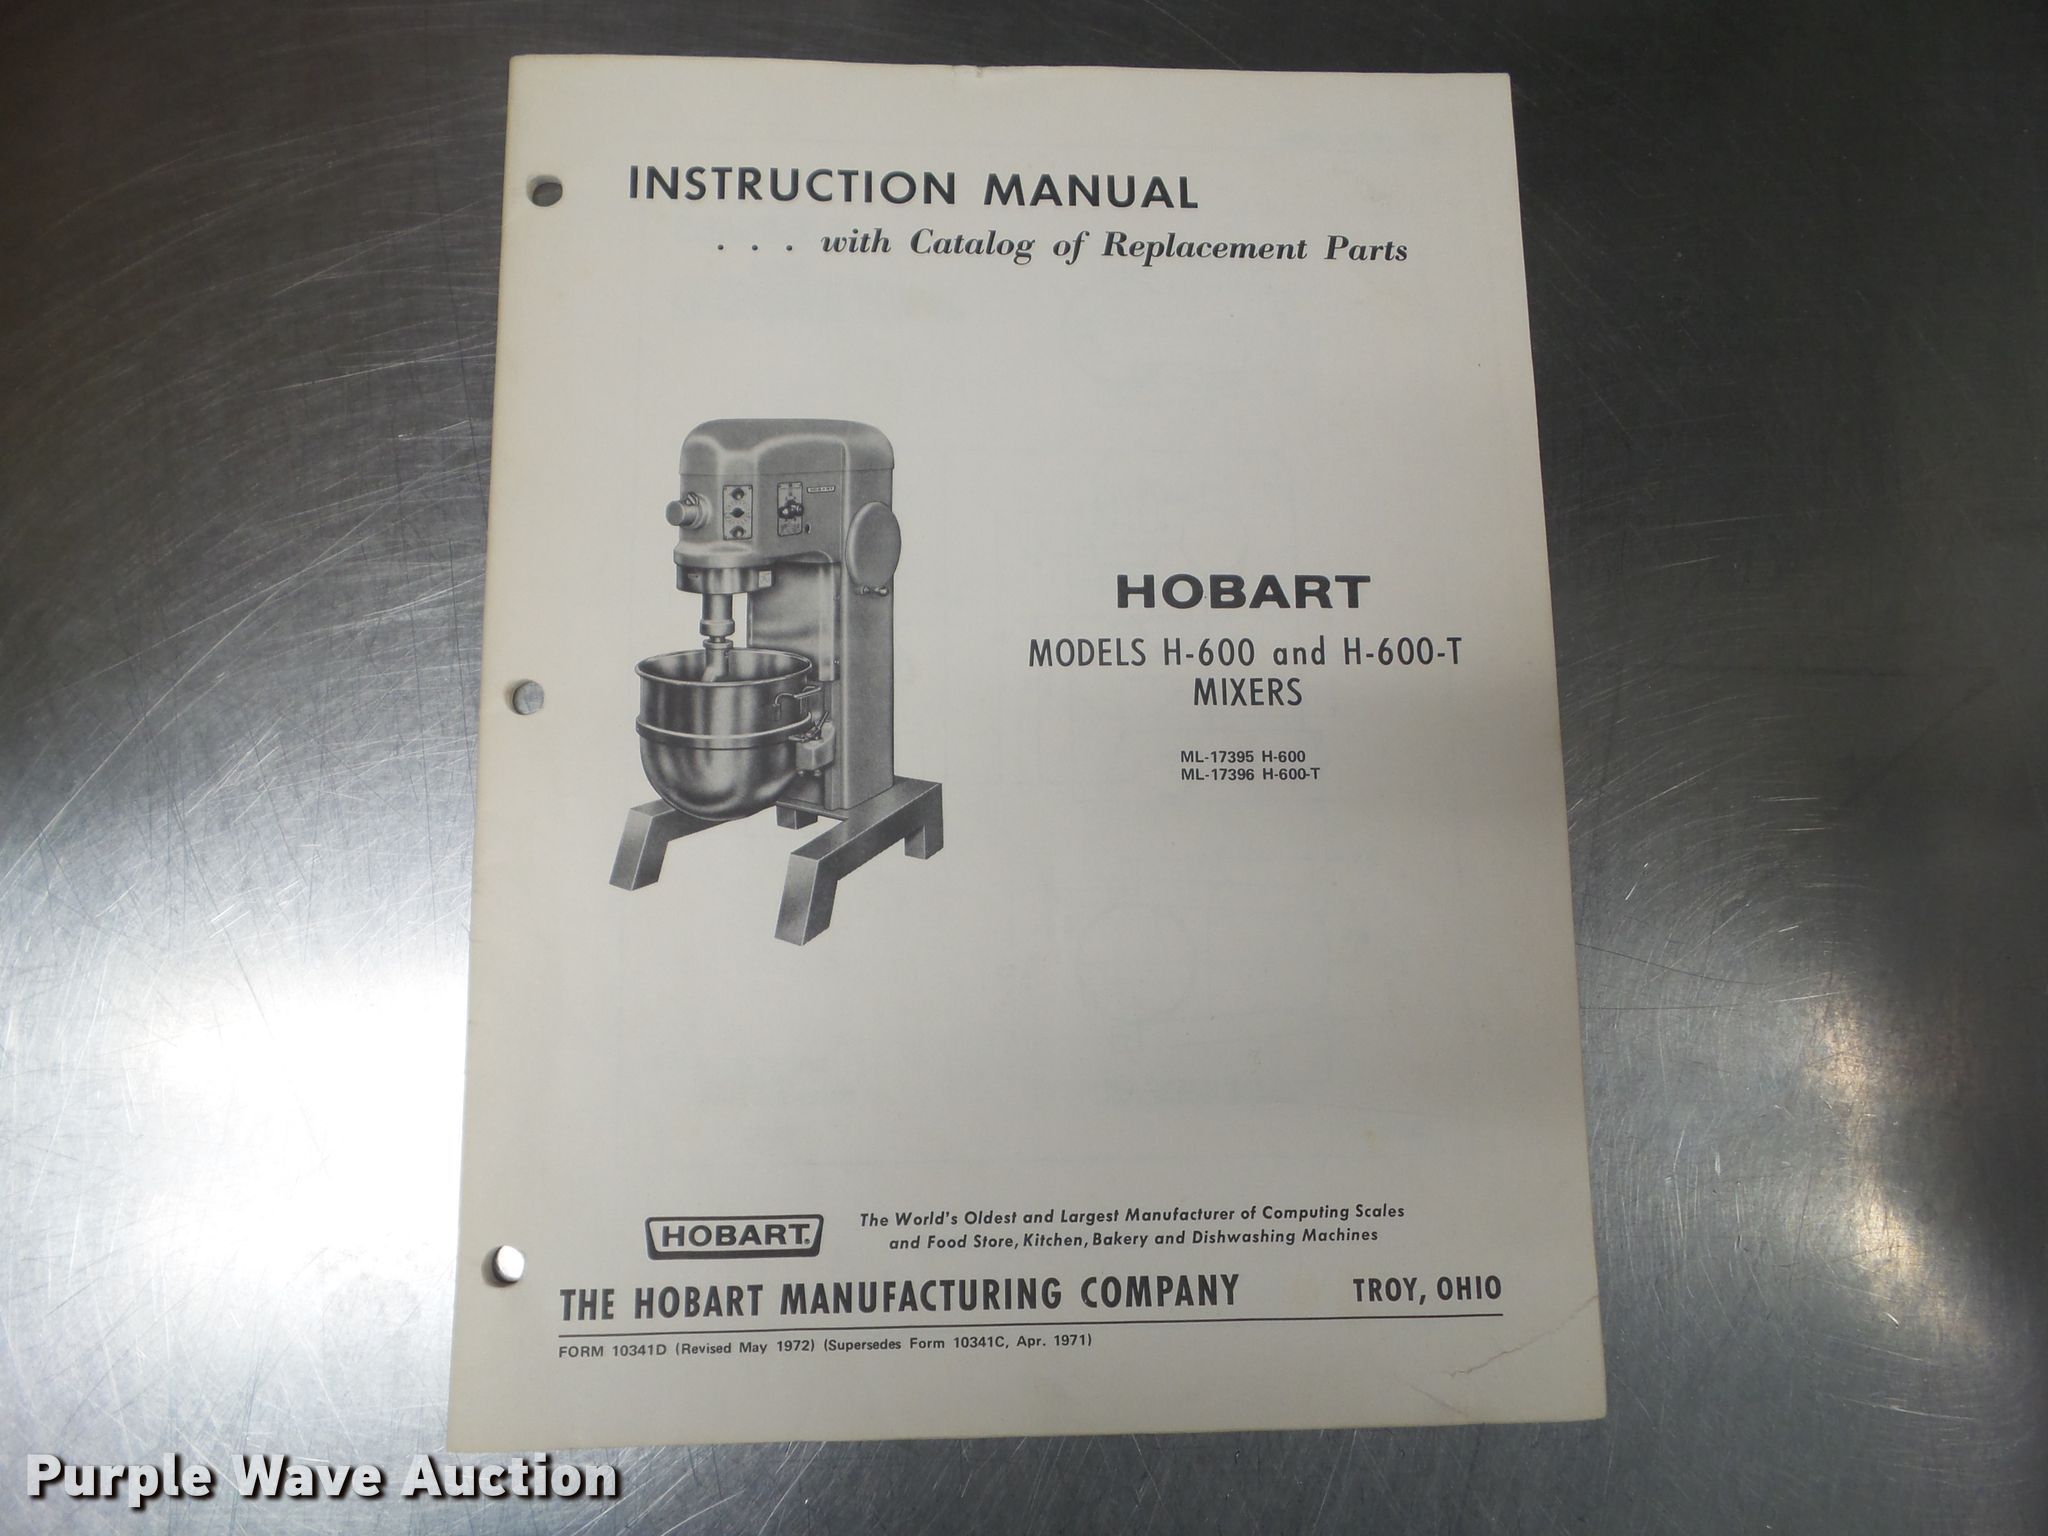 INSTRUCTION MANUAL
. . . with Catalog of Replacement Parts
HOBART
HOBART
MODELS H-600 and H-600-T
MIXERS
ML-17395 H-600
ML-17396 H-600-T
HOBART®
The World's Oldest and Largest Manufacturer of Computing Scales
and Food Store, Kitchen, Bakery and Dishwashing Machines
THE HOBART MANUFACTURING COMPANY TROY, OHIO
FORM 10341D (Revised May 1972) (Supersedes Form 10341C, Apr. 1971)
Purple Wave Auction